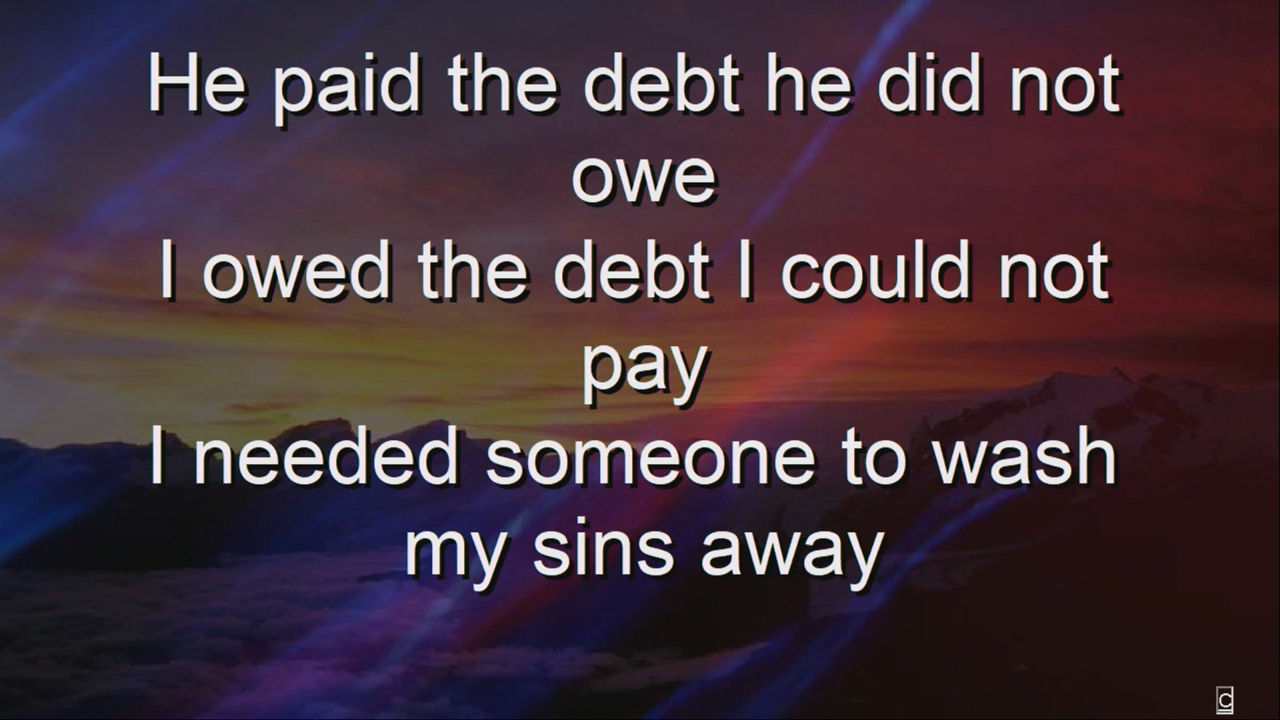 He paid the debt he did not
owe
I owed the debt I could not
pay
I needed someone to wash
my sins away
C